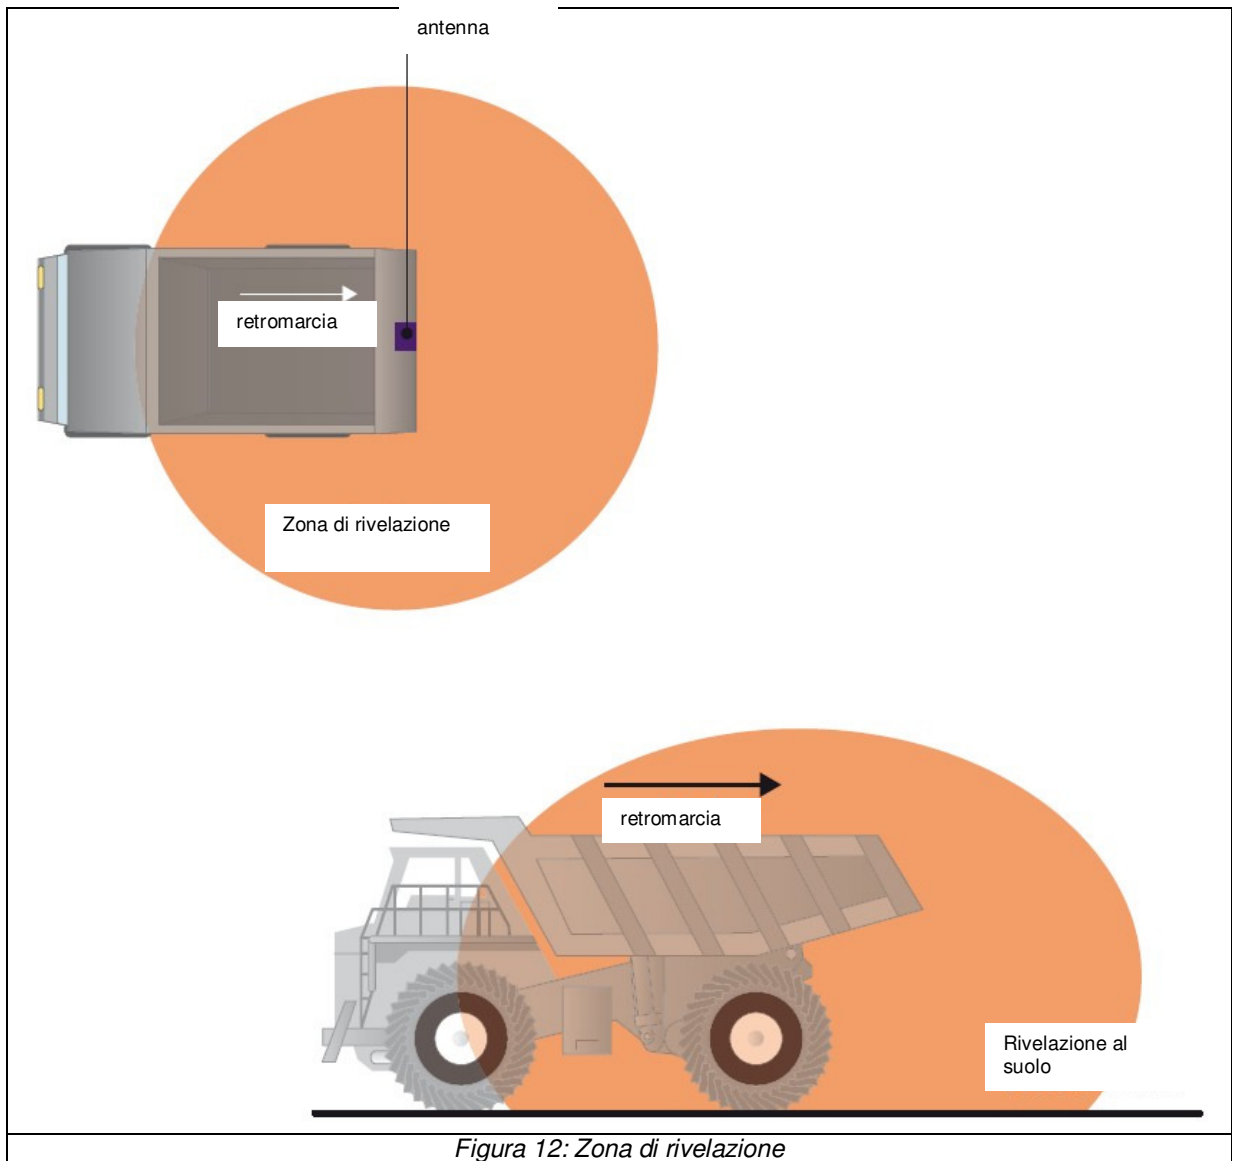 antenna
retromarcia
Zona di rivelazione
retromarcia
Rivelazione al
suolo
Figura 12: Zona di rivelazione